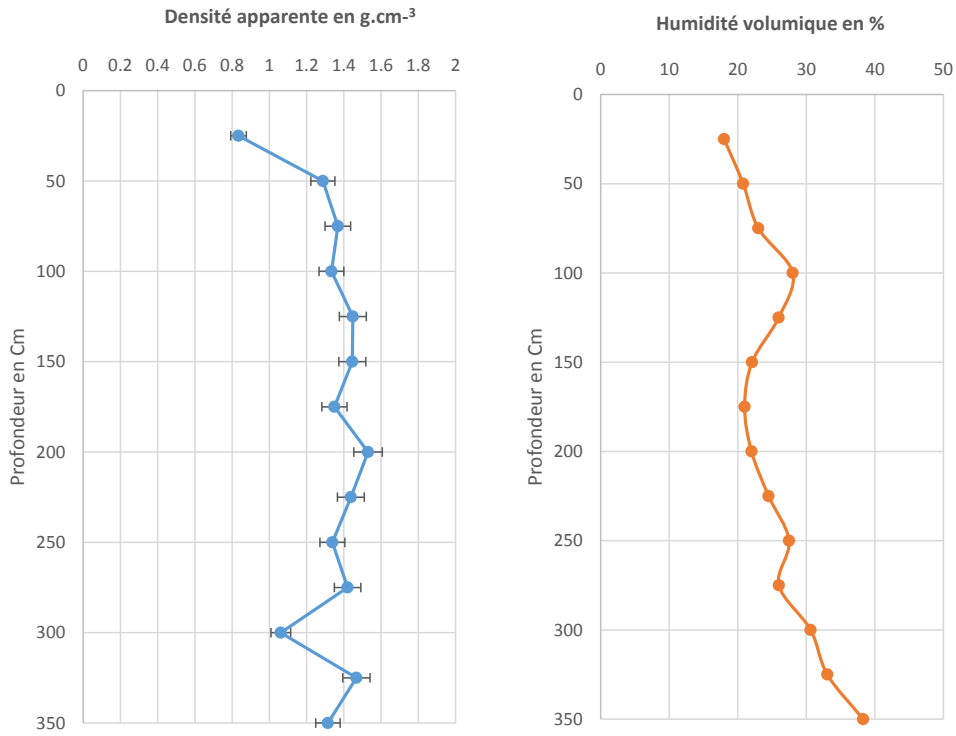 Densité apparente en g.cm-³
0 0.2 0.4 0.6 0.8 1 1.2 1.4 1.6 1.8 2
0
50
100
150
200
250
300
350
Profondeur en Cm
Humidité volumique en %
0 10 20 30 40 50
0
50
100
150
200
250
300
350
Profondeur en Cm